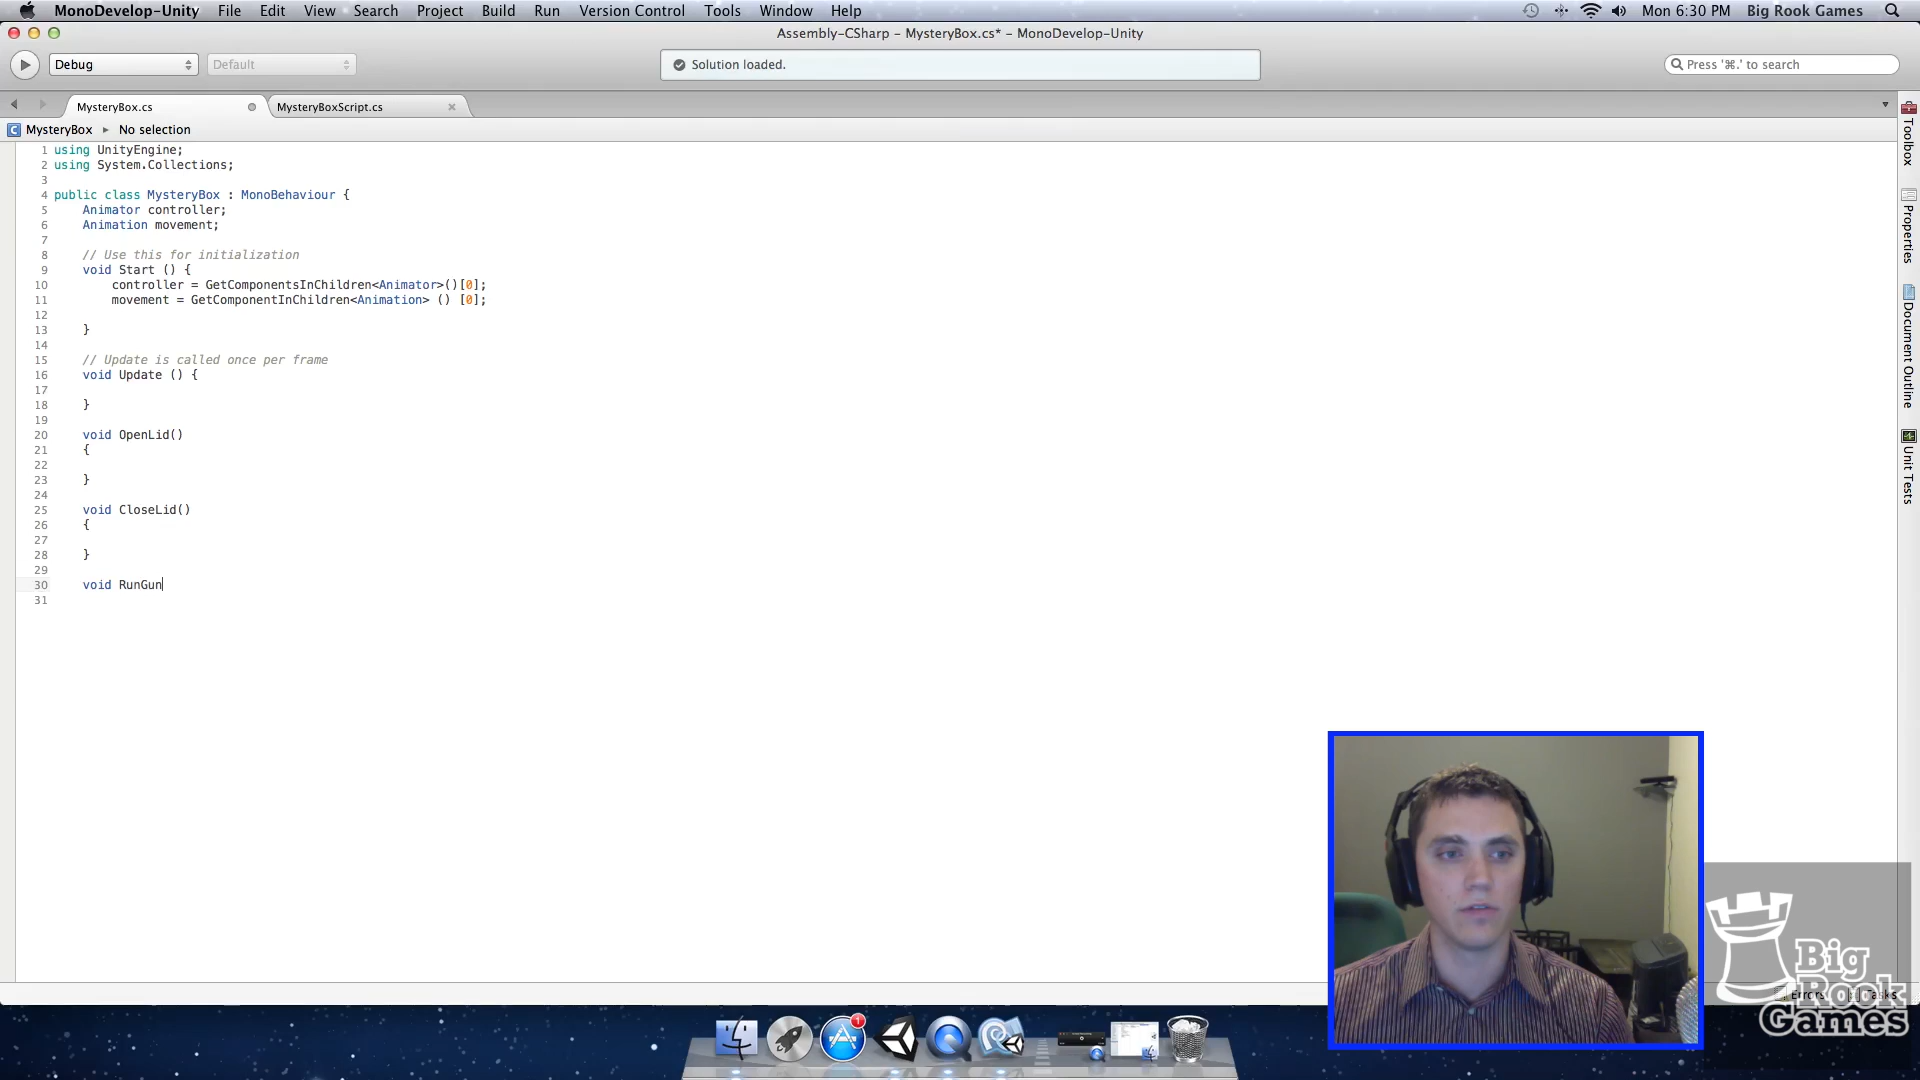 MonoDevelop-Unity File Edit View Search Project Build Run Version Control Tools Window Help Mon 6:30 PM Big Rook Games
Assembly-CSharp – MysteryBox.cs* – MonoDevelop-Unity
Debug Default Solution loaded. Press '⌘.' to search
MysteryBox.cs MysteryBoxScript.cs
MysteryBox ▸ No selection
1 using UnityEngine;
2 using System.Collections;
3
4 public class MysteryBox : MonoBehaviour {
5 Animator controller;
6 Animation movement;
7
8 // Use this for initialization
9 void Start () {
10 controller = GetComponentsInChildren<Animator>()[0];
11 movement = GetComponentInChildren<Animation> () [0];
12
13 }
14
15 // Update is called once per frame
16 void Update () {
17
18 }
19
20 void OpenLid()
21 {
22
23 }
24
25 void CloseLid()
26 {
27
28 }
29
30 void RunGun
31
Toolbox
Properties
Document Outline
Unit Tests
Errors Tasks
1
Big
Rook
Games